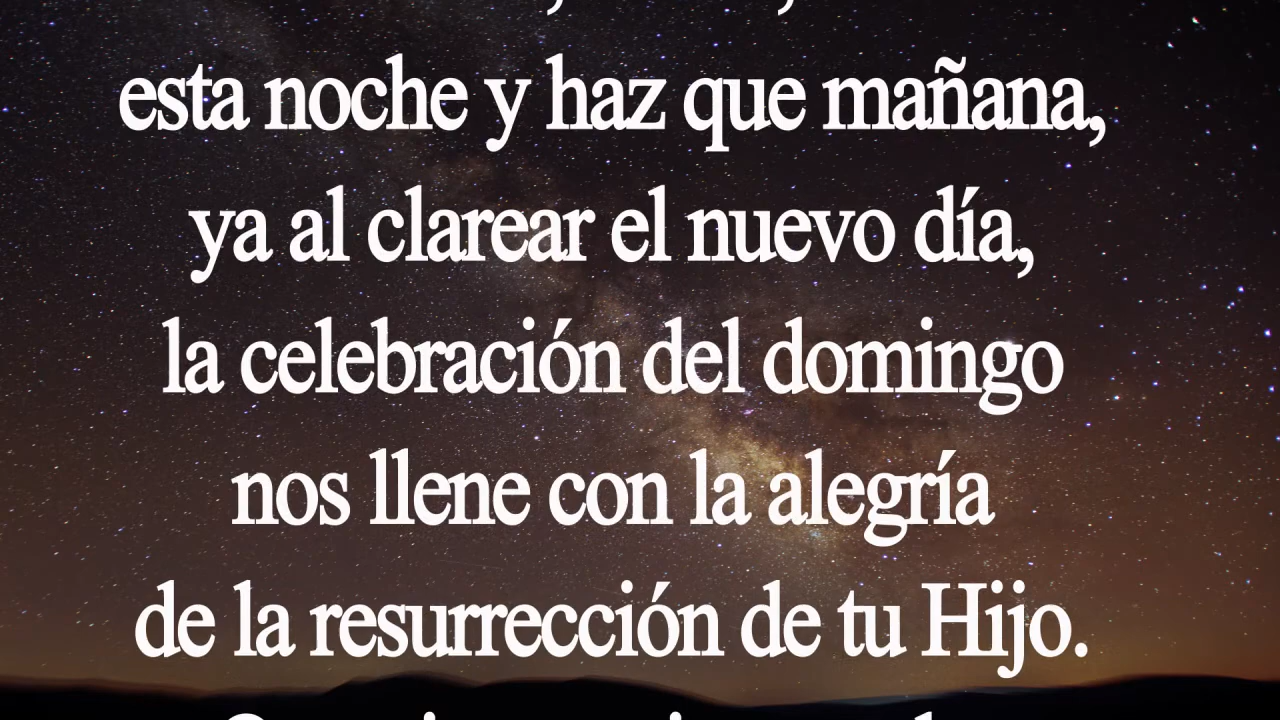 esta noche y haz que mañana,
ya al clarear el nuevo día,
la celebración del domingo
nos llene con la alegría
de la resurrección de tu Hijo.